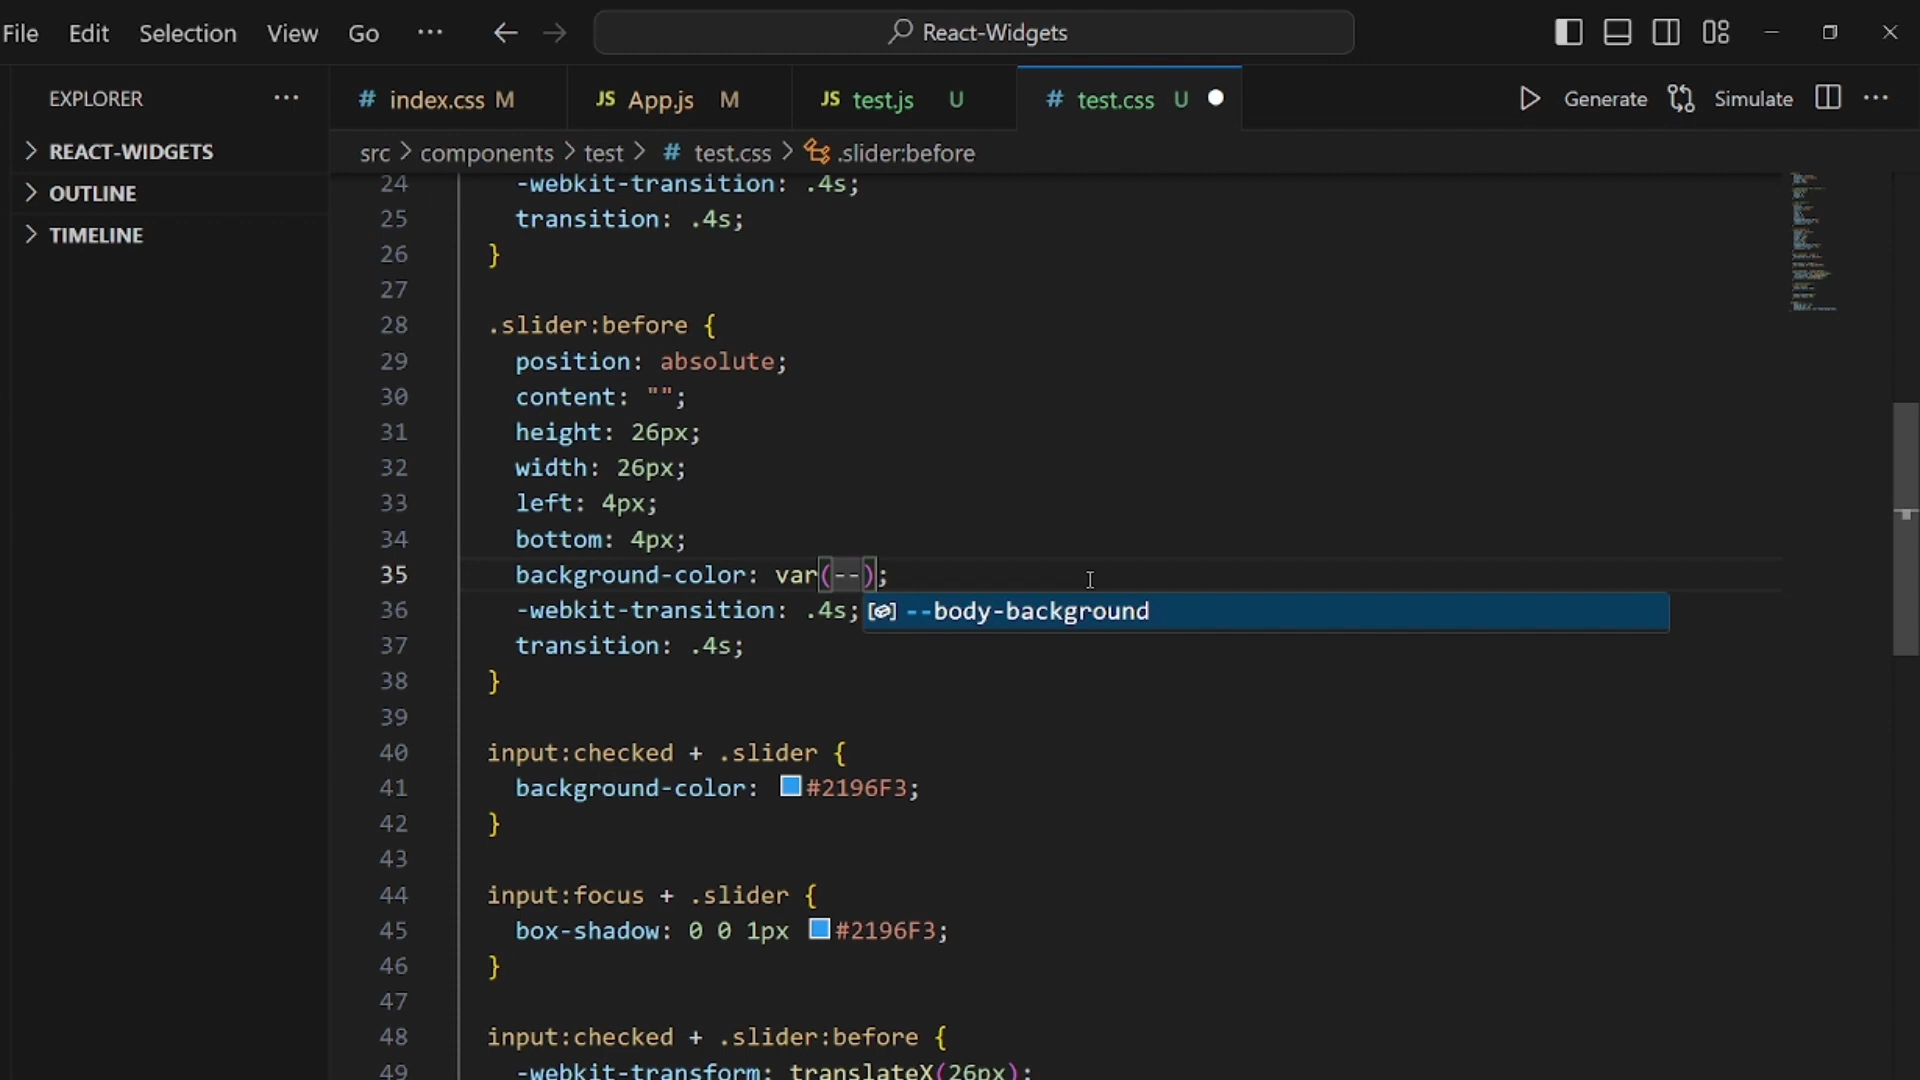 File Edit Selection View Go ··· React-Widgets
EXPLORER ···
# index.css M JS App.js M JS test.js U # test.css U Generate Simulate ···
REACT-WIDGETS
OUTLINE
TIMELINE
src > components > test > # test.css > .slider:before
24 -webkit-transition: .4s;
25 transition: .4s;
26 }
27
28 .slider:before {
29 position: absolute;
30 content: "";
31 height: 26px;
32 width: 26px;
33 left: 4px;
34 bottom: 4px;
35 background-color: var(--);
36 -webkit-transition: .4s; --body-background
37 transition: .4s;
38 }
39
40 input:checked + .slider {
41 background-color: #2196F3;
42 }
43
44 input:focus + .slider {
45 box-shadow: 0 0 1px #2196F3;
46 }
47
48 input:checked + .slider:before {
49 -webkit-transform: translateX(26px);